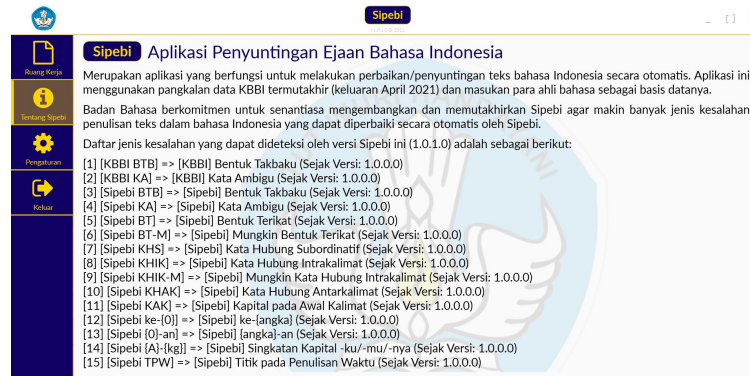 Sipebi
Sipebi Aplikasi Penyuntingan Ejaan Bahasa Indonesia
Ruang Kerja
Tentang Sipebi
Pengaturan
Keluar
Merupakan aplikasi yang berfungsi untuk melakukan perbaikan/penyuntingan teks bahasa Indonesia secara otomatis. Aplikasi ini
menggunakan pangkalan data KBBI termutakhir (keluaran April 2021) dan masukan para ahli bahasa sebagai basis datanya.
Badan Bahasa berkomitmen untuk senantiasa mengembangkan dan memutakhirkan Sipebi agar makin banyak jenis kesalahan
penulisan teks dalam bahasa Indonesia yang dapat diperbaiki secara otomatis oleh Sipebi.
Daftar jenis kesalahan yang dapat dideteksi oleh versi Sipebi ini (1.0.1.0) adalah sebagai berikut:
[1] [KBBI BTB] => [KBBI] Bentuk Takbaku (Sejak Versi: 1.0.0.0)
[2] [KBBI KA] => [KBBI] Kata Ambigu (Sejak Versi: 1.0.0.0)
[3] [Sipebi BTB] => [Sipebi] Bentuk Takbaku (Sejak Versi: 1.0.0.0)
[4] [Sipebi KA] => [Sipebi] Kata Ambigu (Sejak Versi: 1.0.0.0)
[5] [Sipebi BT] => [Sipebi] Bentuk Terikat (Sejak Versi: 1.0.0.0)
[6] [Sipebi BT-M] => [Sipebi] Mungkin Bentuk Terikat (Sejak Versi: 1.0.0.0)
[7] [Sipebi KHS] => [Sipebi] Kata Hubung Subordinatif (Sejak Versi: 1.0.0.0)
[8] [Sipebi KHIK] => [Sipebi] Kata Hubung Intrakalimat (Sejak Versi: 1.0.0.0)
[9] [Sipebi KHIK-M] => [Sipebi] Mungkin Kata Hubung Intrakalimat (Sejak Versi: 1.0.0.0)
[10] [Sipebi KHAK] => [Sipebi] Kata Hubung Antarkalimat (Sejak Versi: 1.0.0.0)
[11] [Sipebi KAK] => [Sipebi] Kapital pada Awal Kalimat (Sejak Versi: 1.0.0.0)
[12] [Sipebi ke-{0}] => [Sipebi] ke-{angka} (Sejak Versi: 1.0.0.0)
[13] [Sipebi {0}-an] => [Sipebi] {angka}-an (Sejak Versi: 1.0.0.0)
[14] [Sipebi {A}-{kg}] => [Sipebi] Singkatan Kapital -ku/-mu/-nya (Sejak Versi: 1.0.0.0)
[15] [Sipebi TPW] => [Sipebi] Titik pada Penulisan Waktu (Sejak Versi: 1.0.0.0)